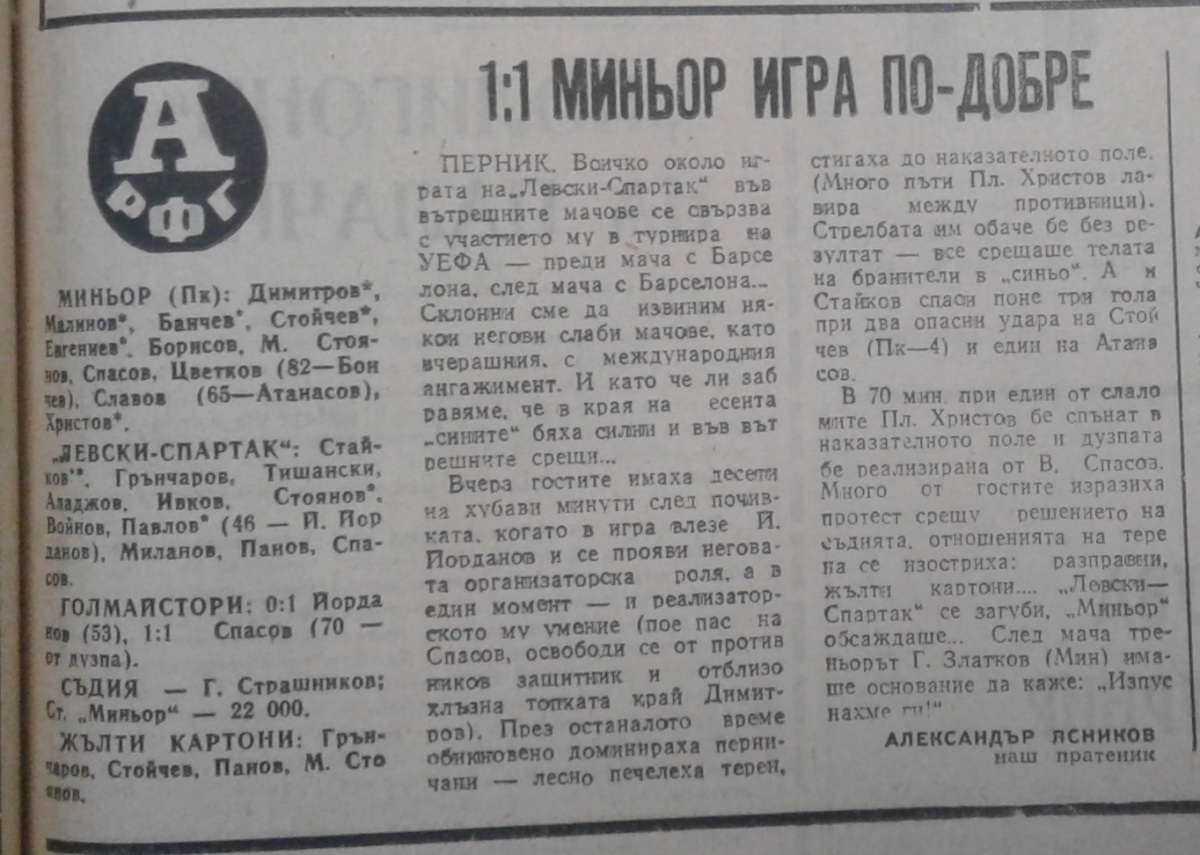 1:1 МИНЬОР ИГРА ПО-ДОБРЕ
А
РФГ
МИНЬОР (Пк): Димитров*,
Малинов*, Банчев*, Стойчев*,
Евгениев*, Борисов, М. Стоя-
нов, Спасов, Цветков (82—Бон
чев), Славов (65—Атанасов),
Христов*.
„ЛЕВСКИ-СПАРТАК“: Стай-
ков*, Грънчаров, Тишански,
Аладжов, Ивков, Стоянов*,
Войнов, Павлов* (46 — Й. Йор
данов), Миланов, Панов, Спа-
сов.
ГОЛМАЙСТОРИ: 0:1 Йорда
нов (53), 1:1 Спасов (70 —
от дузпа).
СЪДИЯ — Г. Страшников;
Ст. „Миньор“ — 22 000.
ЖЪЛТИ КАРТОНИ: Грън-
чаров, Стойчев, Панов, М. Сто
янов.
ПЕРНИК. Всичко около иг-
рата на „Левски-Спартак“ във
вътрешните мачове се свързва
с участието му в турнира на
УЕФА — преди мача с Барсе
лона, след мача с Барселона...
Склонни сме да извиним ня-
кои негови слаби мачове, като
вчерашния, с международния
ангажимент. И като че ли заб
равяме, че в края на есента
„сините“ бяха силни и във вът
решните срещи...
Вчера гостите имаха десети
на хубави минути след почив-
ката, когато в игра влезе Й.
Йорданов и се прояви негова-
та организаторска роля, а в
един момент — и реализатор-
ското му умение (пое пас на
Спасов, освободи се от против
ников защитник и отблизо
хлъзна топката край Димит-
ров). През останалото време
обикновено доминираха перни-
чани — лесно печелеха терен,
стигаха до наказателното поле.
(Много пъти Пл. Христов ла-
вира между противници).
Стрелбата им обаче бе без ре-
зултат — все срещаше телата
на бранители в „синьо“. А и
Стайков спаси поне три гола
при два опасни удара на Стой
чев (Пк—4) и един на Атана
сов.
В 70 мин. при един от слало
мите Пл. Христов бе спънат в
наказателното поле и дузпата
бе реализирана от В. Спасов.
Много от гостите изразиха
протест срещу решението на
съдията, отношенията на тере
на се изостриха: разправии,
жълти картони.... „Левски—
Спартак“ се загуби, „Миньор“
обсаждаше... След мача тре-
ньорът Г. Златков (Мин) има-
ше основание да каже: „Изпус
нахме ги!“
АЛЕКСАНДЪР ЯСНИКОВ
наш пратеник